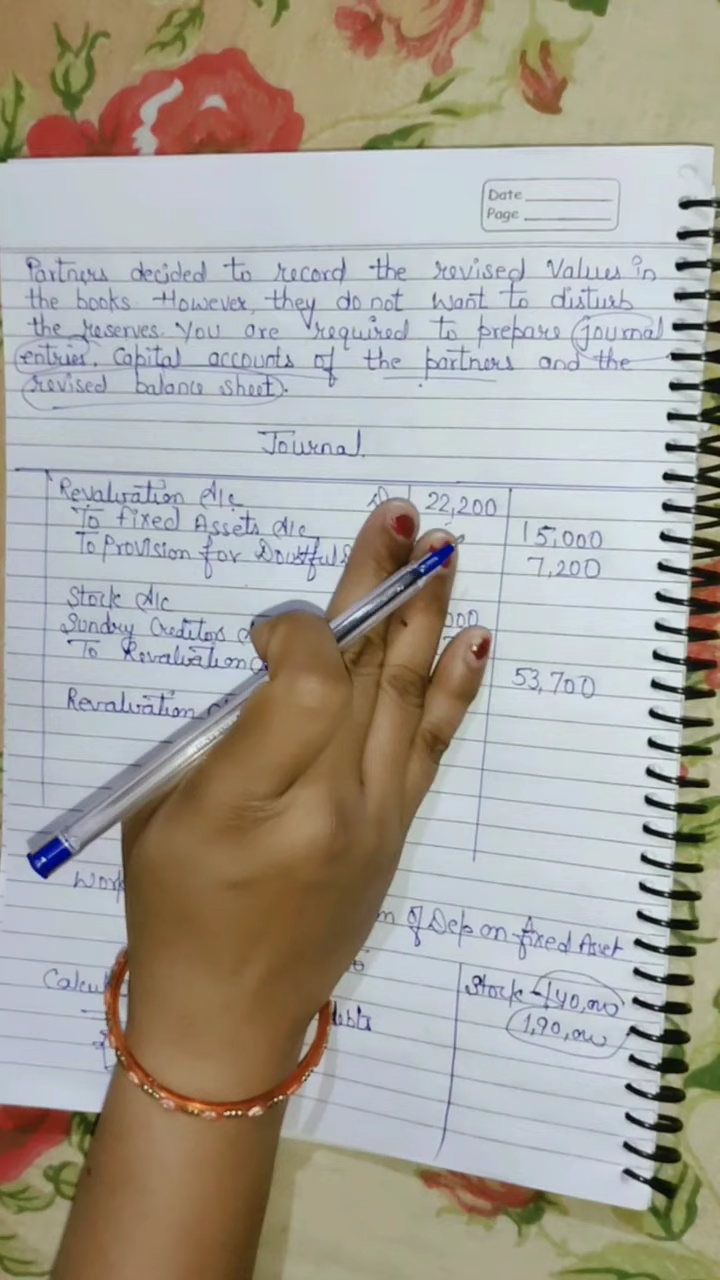 Date
Page
Partners decided to record the revised Values in
the books. However, they do not want to disturb
the reserves. You are required to prepare journal
entries, Capital accounts of the partners and the
revised balance sheet.
Journal
Revaluation A/c 22,200
To fixed Assets A/c 15,000
To Provision for Doubtful 7,200
Stock A/c 000
Sundry Creditors
To Revaluation 53,700
Revaluation
of Dep on fixed Asset
Stock - 140,000
1,90,000